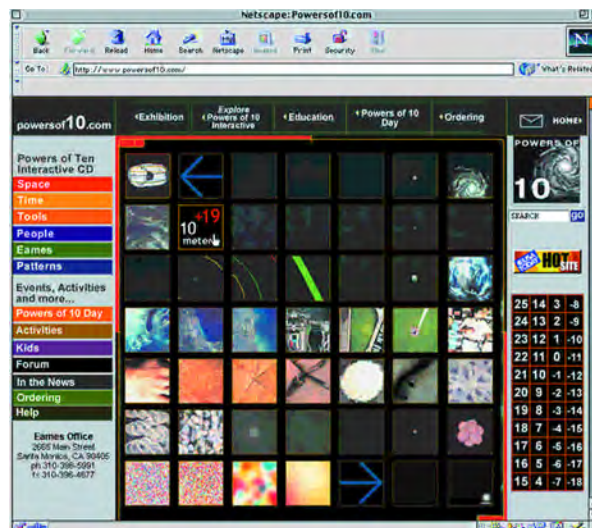 Netscape: Powersof10.com
Back Forward Reload Home Search Netscape Images Print Security Stop
Go To: http://www.powersof10.com/ What's Related
powersof10.com
Exhibition
Explore
Powers of 10
Interactive
Education
Powers of 10
Day
Ordering
HOME
Powers of Ten
Interactive CD
Space
Time
Tools
People
Eames
Patterns
Events, Activities
and more...
Powers of 10 Day
Activities
Kids
Forum
In the News
Ordering
Help
Eames Office
2665 Main Street
Santa Monica, CA 90405
ph 310-396-5991
+19
10
meters
POWERS OF
10
SEARCH go
HOT
SITE
25 14 3 -8
24 13 2 -9
23 12 1 -10
22 11 0 -11
21 10 -1 -12
20 9 -2 -13
19 8 -3 -14
18 7 -4 -15
17 6 -5 -16
16 5 -6 -17
15 4 -7 -18